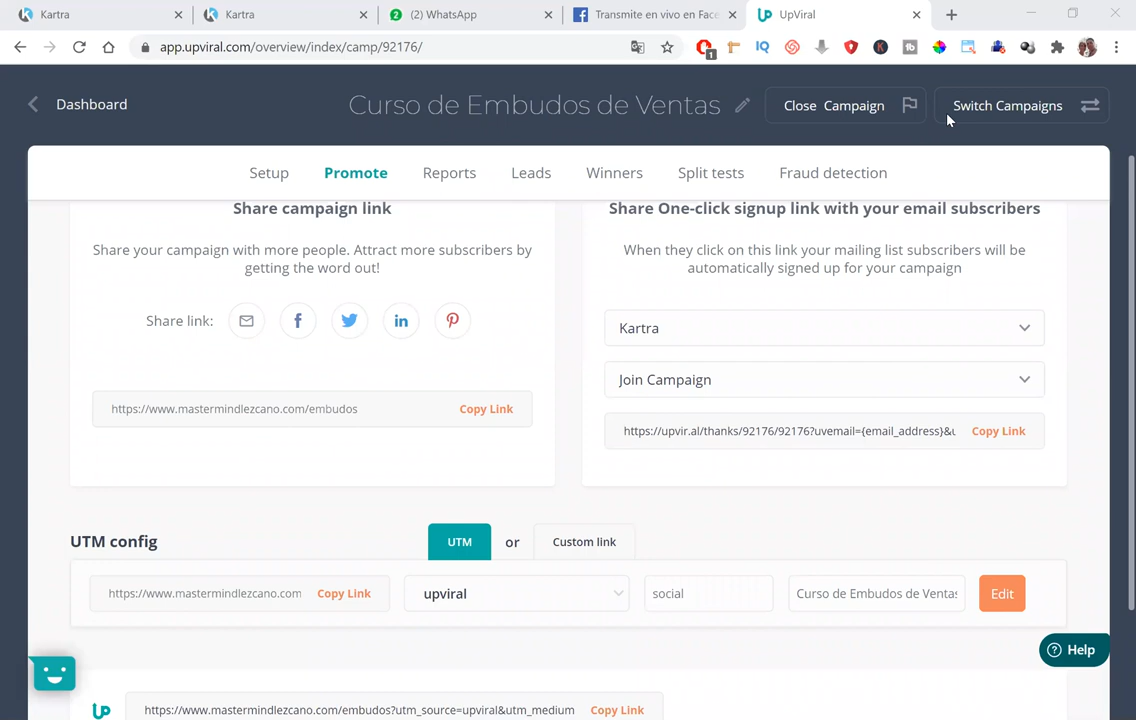 Kartra
Kartra
(2) WhatsApp
Transmite en vivo en Face
UpViral
app.upviral.com/overview/index/camp/92176/
Dashboard
Curso de Embudos de Ventas
Close Campaign
Switch Campaigns
Setup
Promote
Reports
Leads
Winners
Split tests
Fraud detection
Share campaign link
Share your campaign with more people. Attract more subscribers by
getting the word out!
Share link:
https://www.mastermindlezcano.com/embudos
Copy Link
Share One-click signup link with your email subscribers
When they click on this link your mailing list subscribers will be
automatically signed up for your campaign
Kartra
Join Campaign
https://upvir.al/thanks/92176/92176?uvemail={email_address}&u
Copy Link
UTM config
UTM
or
Custom link
https://www.mastermindlezcano.com
Copy Link
upviral
social
Curso de Embudos de Ventas
Edit
Help
https://www.mastermindlezcano.com/embudos?utm_source=upviral&utm_medium
Copy Link